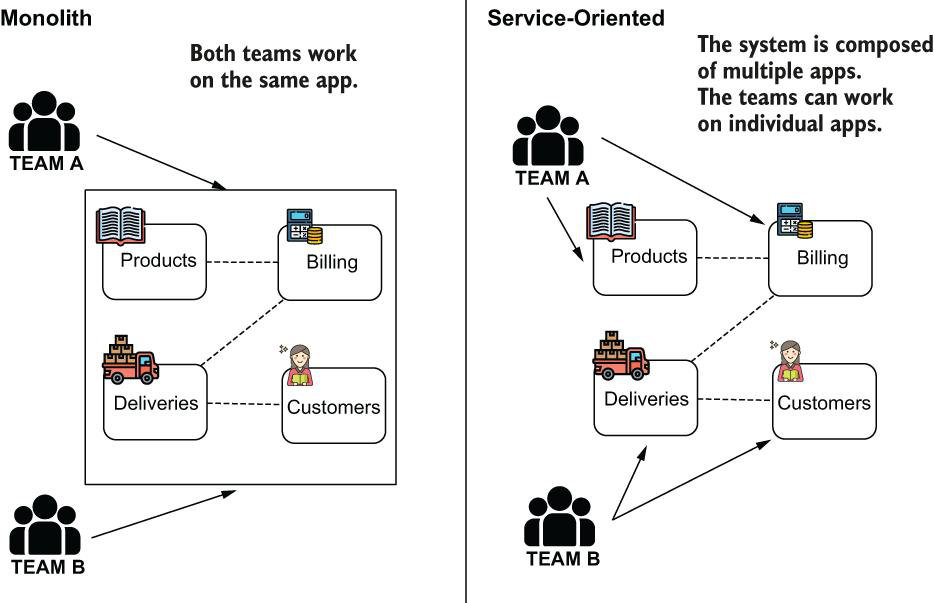 Monolith
Both teams work
on the same app.
TEAM A
Products
Billing
Deliveries
Customers
TEAM B
Service-Oriented
The system is composed
of multiple apps.
The teams can work
on individual apps.
TEAM A
Products
Billing
Deliveries
Customers
TEAM B